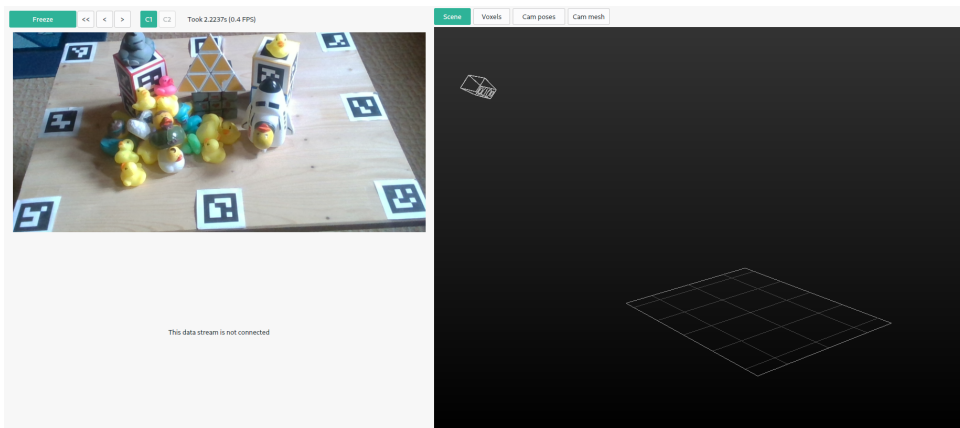 Freeze << < > C1 C2 Took 2.2237s (0.4 FPS)
Scene Voxels Cam poses Cam mesh
This data stream is not connected